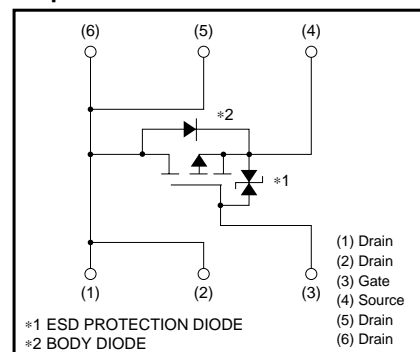 (6) (5) (4)
∗2
∗1
(1) (2) (3)
(1) Drain
(2) Drain
(3) Gate
(4) Source
(5) Drain
(6) Drain
∗1 ESD PROTECTION DIODE
∗2 BODY DIODE